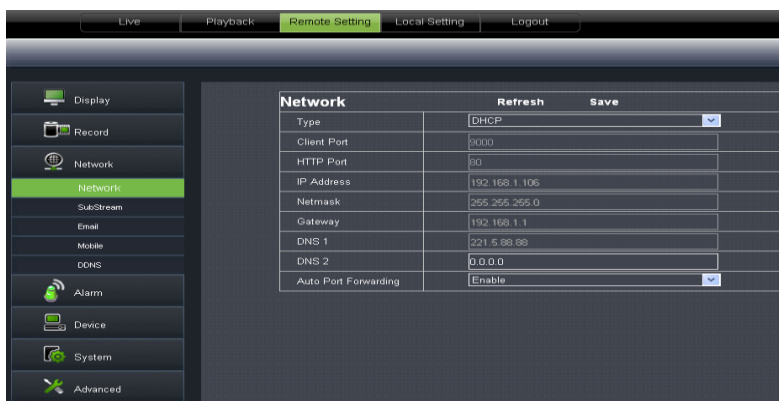 Live Playback Remote Setting Local Setting Logout
Display
Record
Network
Network
SubStream
Email
Mobile
DDNS
Alarm
Device
System
Advanced
Network Refresh Save
Type DHCP
Client Port 9000
HTTP Port 80
IP Address 192.168.1.106
Netmask 255.255.255.0
Gateway 192.168.1.1
DNS 1 221.5.88.88
DNS 2 0.0.0.0
Auto Port Forwarding Enable